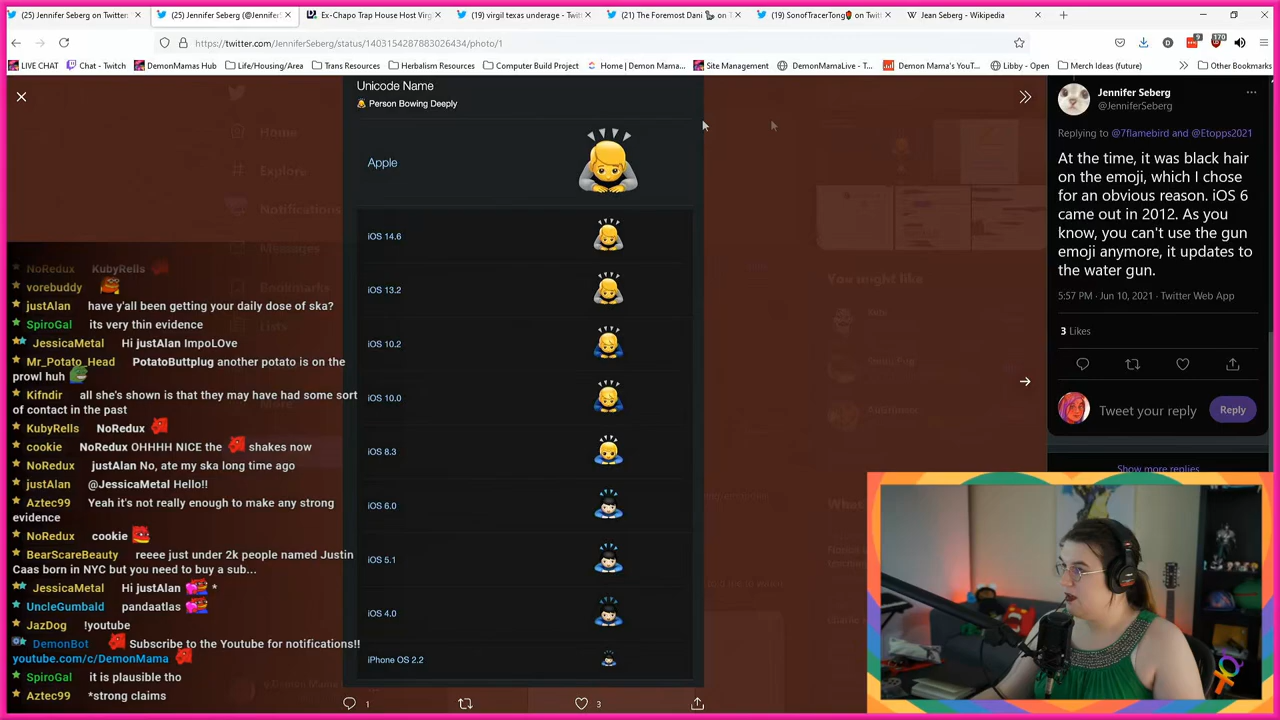 (25) Jennifer Seberg on Twitter:
(25) Jennifer Seberg (@Jennifer
Ex-Chapo Trap House Host Virg
(19) virgil texas underage - Twit
(21) The Foremost Dani
(19) SonofTracerTong
Jean Seberg - Wikipedia
https://twitter.com/JenniferSeberg/status/1403154287883026434/photo/1
LIVE CHAT
Chat - Twitch
DemonMamas Hub
Life/Housing/Area
Trans Resources
Herbalism Resources
Computer Build Project
Home | Demon Mama...
Site Management
DemonMamaLive - T...
Demon Mama's YouT...
Libby - Open
Merch Ideas (future)
Other Bookmarks
Unicode Name
Person Bowing Deeply
Apple
iOS 14.6
iOS 13.2
iOS 10.2
iOS 10.0
iOS 8.3
iOS 6.0
iOS 5.1
iOS 4.0
iPhone OS 2.2
1
3
Home
Explore
Notifications
Messages
Bookmarks
Lists
You might like
NoRedux KubyRells
vorebuddy
justAlan have y'all been getting your daily dose of ska?
SpiroGal its very thin evidence
JessicaMetal Hi justAlan ImpoLOve
Mr_Potato_Head PotatoButtplug another potato is on the
prowl huh
Kifndir all she's shown is that they may have had some sort
of contact in the past
KubyRells NoRedux
cookie NoRedux OHHHH NICE the shakes now
NoRedux justAlan No, ate my ska long time ago
justAlan @JessicaMetal Hello!!
Aztec99 Yeah it's not really enough to make any strong
evidence
NoRedux cookie
BearScareBeauty reeee just under 2k people named Justin
Caas born in NYC but you need to buy a sub...
JessicaMetal Hi justAlan *
UncleGumbald pandaatlas
JazDog !youtube
DemonBot Subscribe to the Youtube for notifications!!
youtube.com/c/DemonMama
SpiroGal it is plausible tho
Aztec99 *strong claims
Jennifer Seberg
@JenniferSeberg
Replying to @7flamebird and @Etopps2021
At the time, it was black hair
on the emoji, which I chose
for an obvious reason. iOS 6
came out in 2012. As you
know, you can't use the gun
emoji anymore, it updates to
the water gun.
5:57 PM · Jun 10, 2021 · Twitter Web App
3 Likes
Tweet your reply
Reply
Show more replies